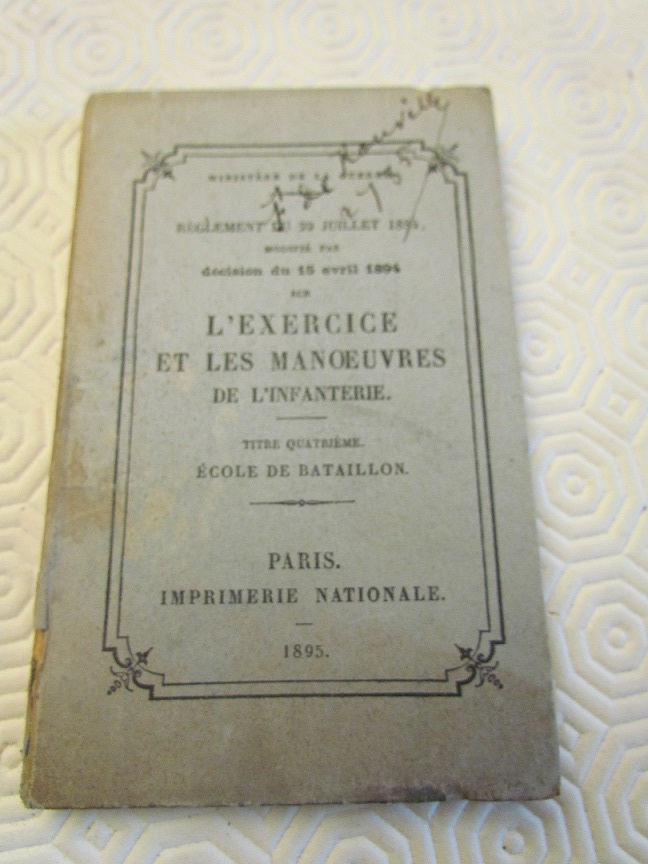 MINISTÈRE DE LA GUERRE
RÈGLEMENT DU 29 JUILLET 1884,
MODIFIÉ PAR
décision du 15 avril 1894
SUR
L'EXERCICE
ET LES MANŒUVRES
DE L'INFANTERIE.
TITRE QUATRIÈME.
ÉCOLE DE BATAILLON.
PARIS.
IMPRIMERIE NATIONALE.
1895.